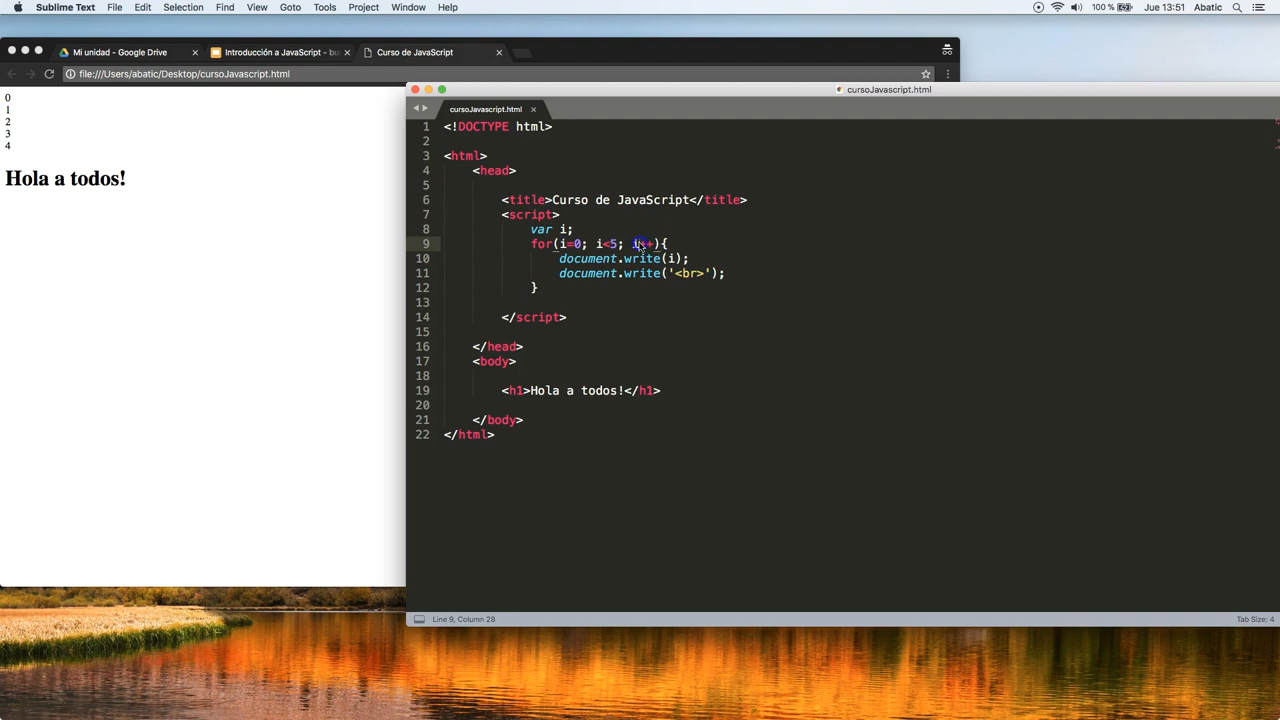 Sublime Text File Edit Selection Find View Goto Tools Project Window Help 100 % Jue 13:51 Abatic
Mi unidad - Google Drive × Introducción a JavaScript - bu × Curso de JavaScript ×
file:///Users/abatic/Desktop/cursoJavascript.html
cursoJavascript.html
cursoJavascript.html ×
0
1
2
3
4
Hola a todos!
1 <!DOCTYPE html>
2
3 <html>
4 <head>
5
6 <title>Curso de JavaScript</title>
7 <script>
8 var i;
9 for(i=0; i<5; i++){
10 document.write(i);
11 document.write('<br>');
12 }
13
14 </script>
15
16 </head>
17 <body>
18
19 <h1>Hola a todos!</h1>
20
21 </body>
22 </html>
Line 9, Column 28 Tab Size: 4